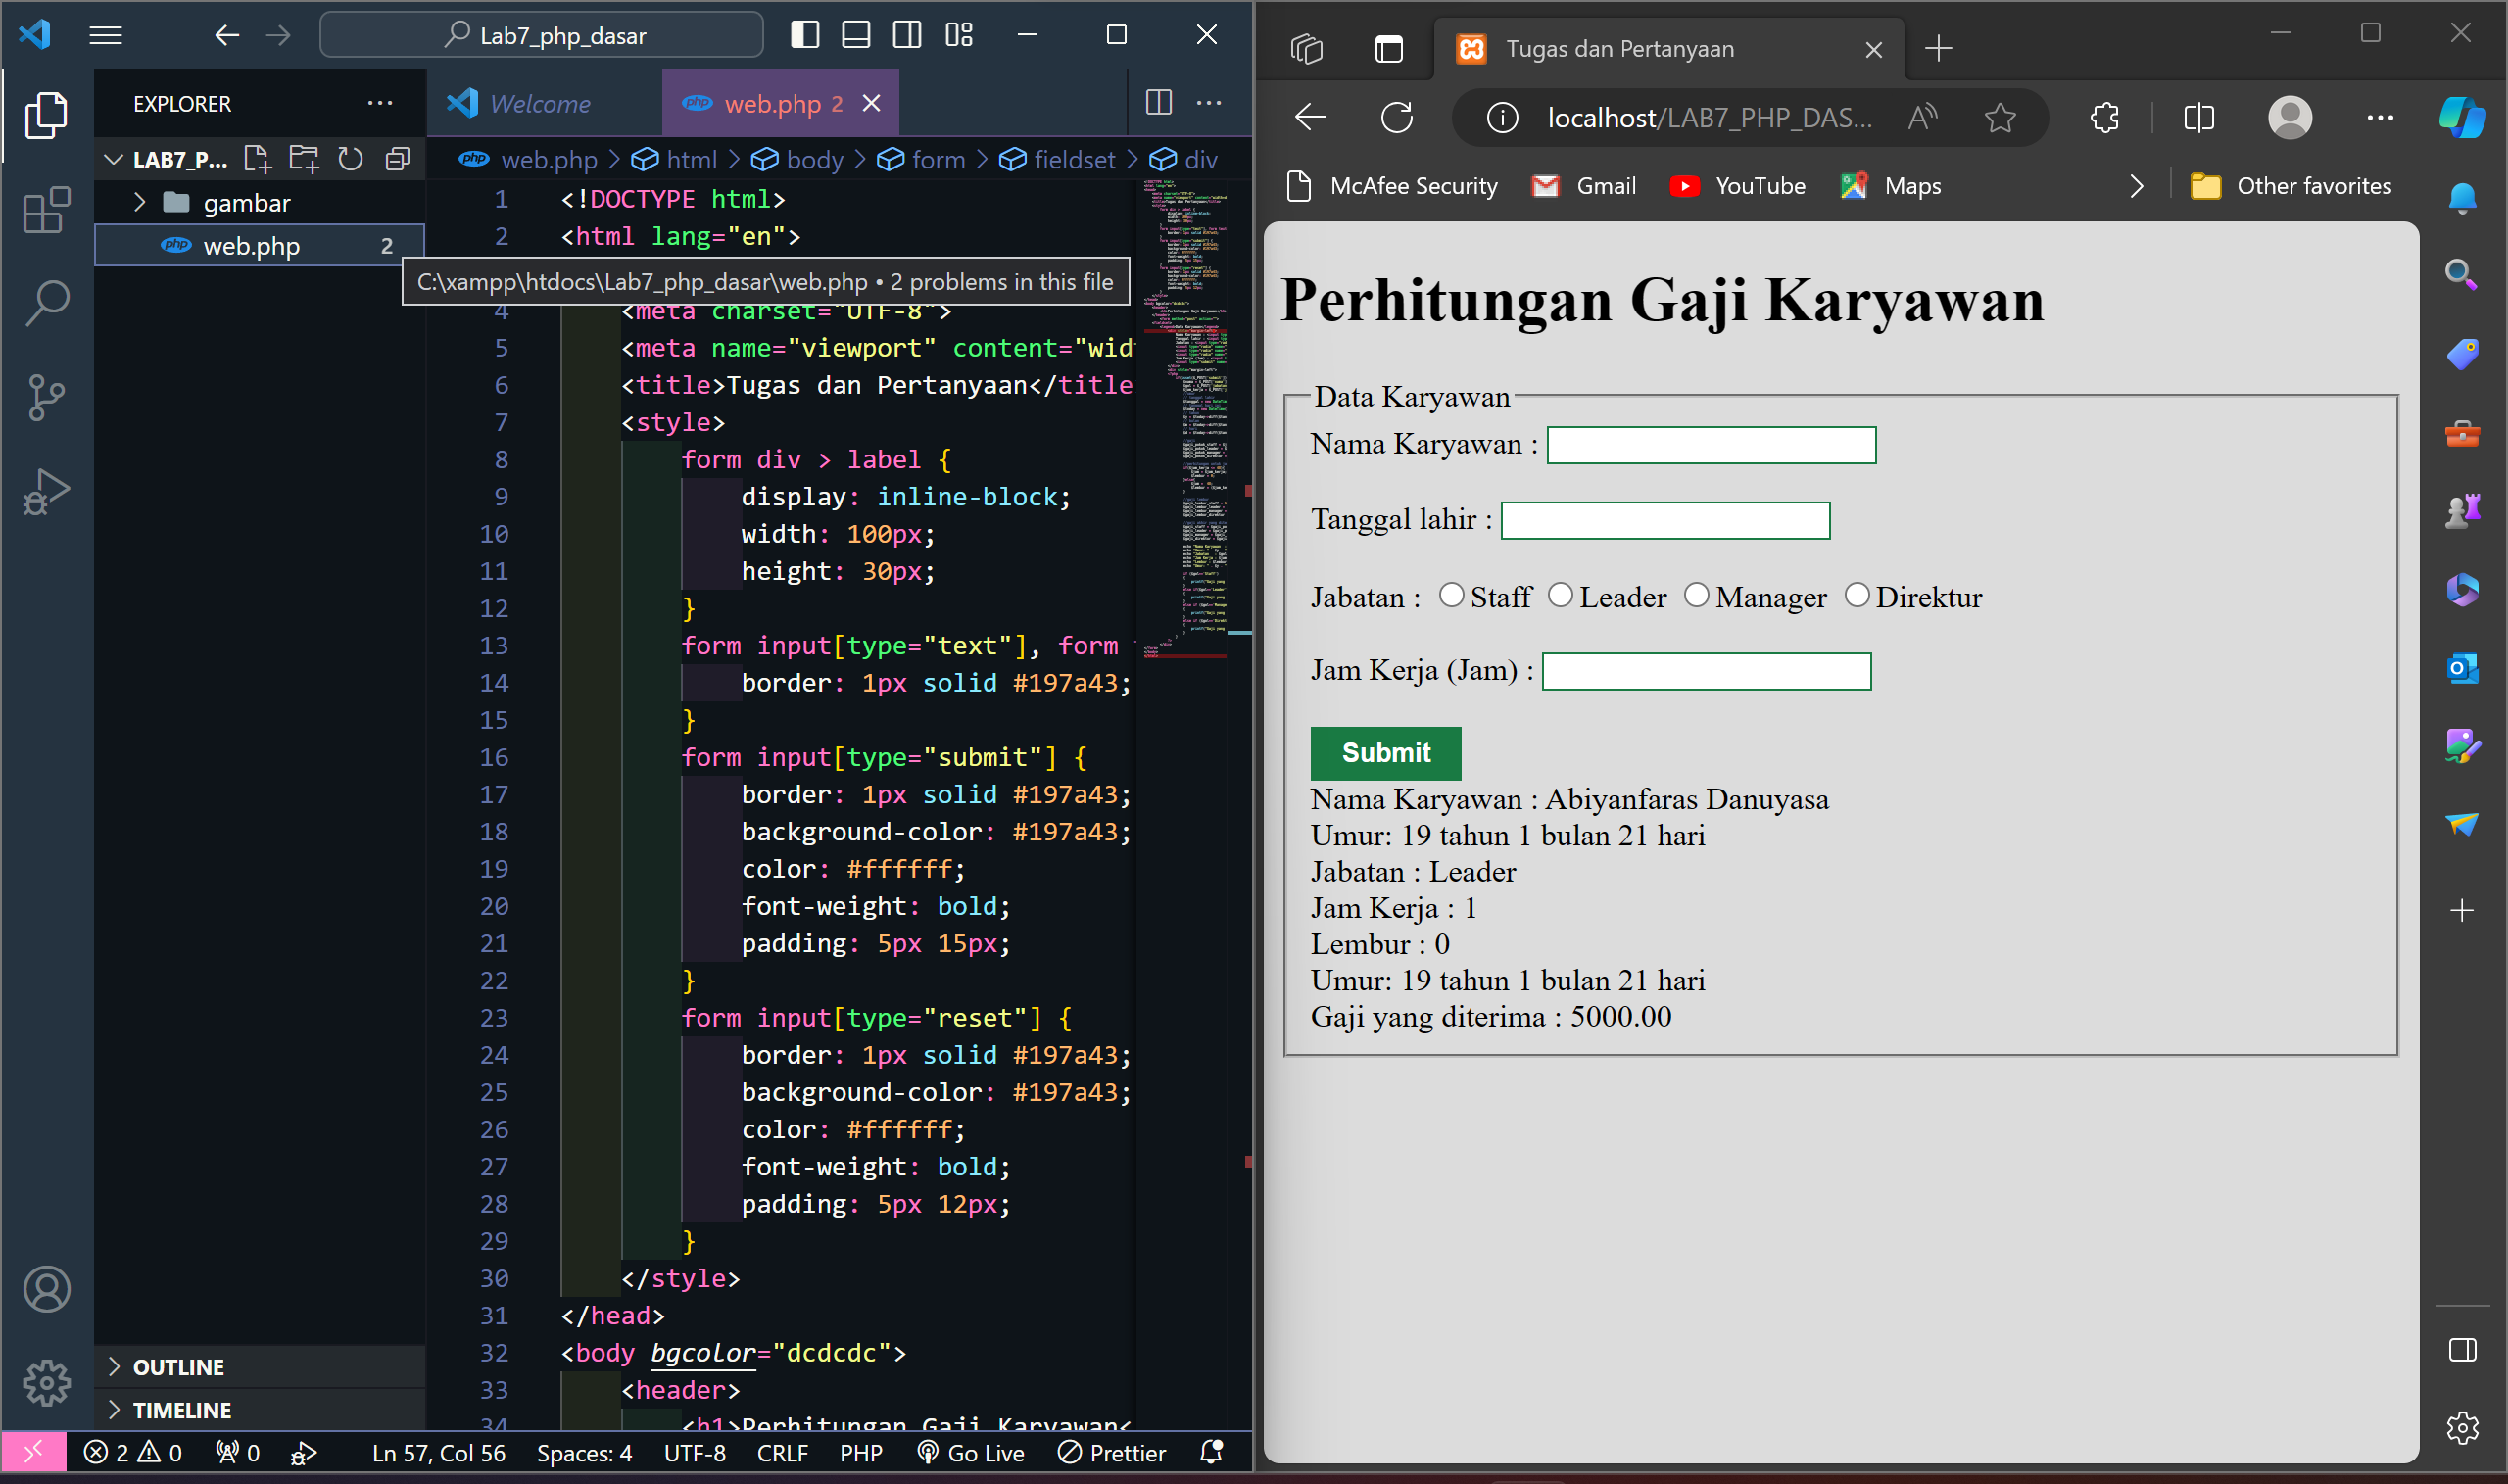 Lab7_php_dasar
EXPLORER
LAB7_P...
gambar
web.php 2
OUTLINE
TIMELINE
Welcome
web.php 2
web.php > html > body > form > fieldset > div
C:\xampp\htdocs\Lab7_php_dasar\web.php • 2 problems in this file
1 <!DOCTYPE html>
2 <html lang="en">
4 <meta charset="UTF-8">
5 <meta name="viewport" content="wid
6 <title>Tugas dan Pertanyaan</title
7 <style>
8 form div > label {
9 display: inline-block;
10 width: 100px;
11 height: 30px;
12 }
13 form input[type="text"], form
14 border: 1px solid #197a43;
15 }
16 form input[type="submit"] {
17 border: 1px solid #197a43;
18 background-color: #197a43;
19 color: #ffffff;
20 font-weight: bold;
21 padding: 5px 15px;
22 }
23 form input[type="reset"] {
24 border: 1px solid #197a43;
25 background-color: #197a43;
26 color: #ffffff;
27 font-weight: bold;
28 padding: 5px 12px;
29 }
30 </style>
31 </head>
32 <body bgcolor="dcdcdc">
33 <header>
34 <h1>Perhitungan Gaji Karyawan<
2 0 0 Ln 57, Col 56 Spaces: 4 UTF-8 CRLF PHP Go Live Prettier
Tugas dan Pertanyaan
localhost/LAB7_PHP_DAS...
McAfee Security Gmail YouTube Maps Other favorites
Perhitungan Gaji Karyawan
Data Karyawan
Nama Karyawan :
Tanggal lahir :
Jabatan : Staff Leader Manager Direktur
Jam Kerja (Jam) :
Submit
Nama Karyawan : Abiyanfaras Danuyasa
Umur: 19 tahun 1 bulan 21 hari
Jabatan : Leader
Jam Kerja : 1
Lembur : 0
Umur: 19 tahun 1 bulan 21 hari
Gaji yang diterima : 5000.00